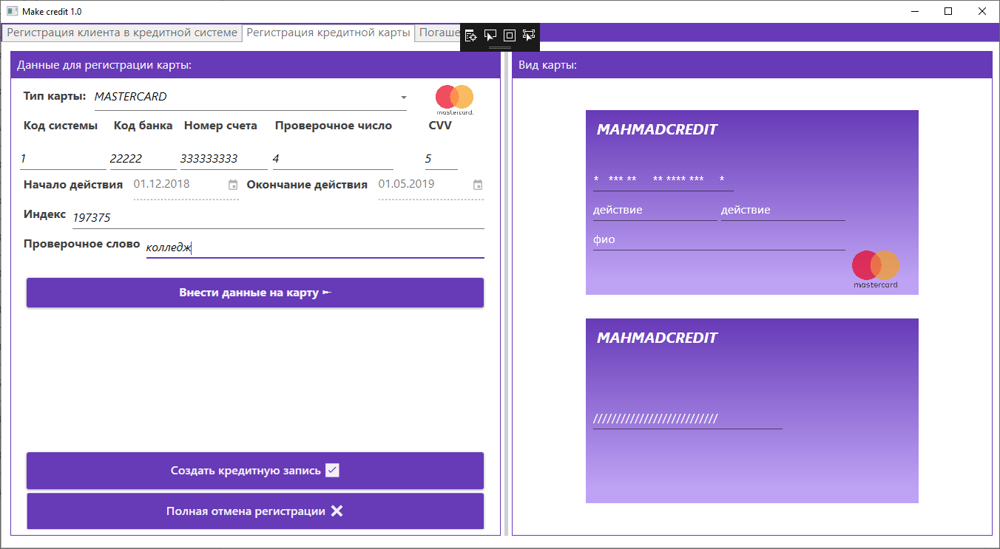 Make credit 1.0
Регистрация клиента в кредитной системе Регистрация кредитной карты Погаше
Данные для регистрации карты:
Тип карты: MASTERCARD
mastercard.
Код системы Код банка Номер счета Проверочное число CVV
1 22222 333333333 4 5
Начало действия 01.12.2018 Окончание действия 01.05.2019
Индекс 197375
Проверочное слово колледж
Внести данные на карту
Создать кредитную запись
Полная отмена регистрации
Вид карты:
MAHMADCREDIT
* *** ** ** **** *** *
действие действие
фио
mastercard.
MAHMADCREDIT
///////////////////////////